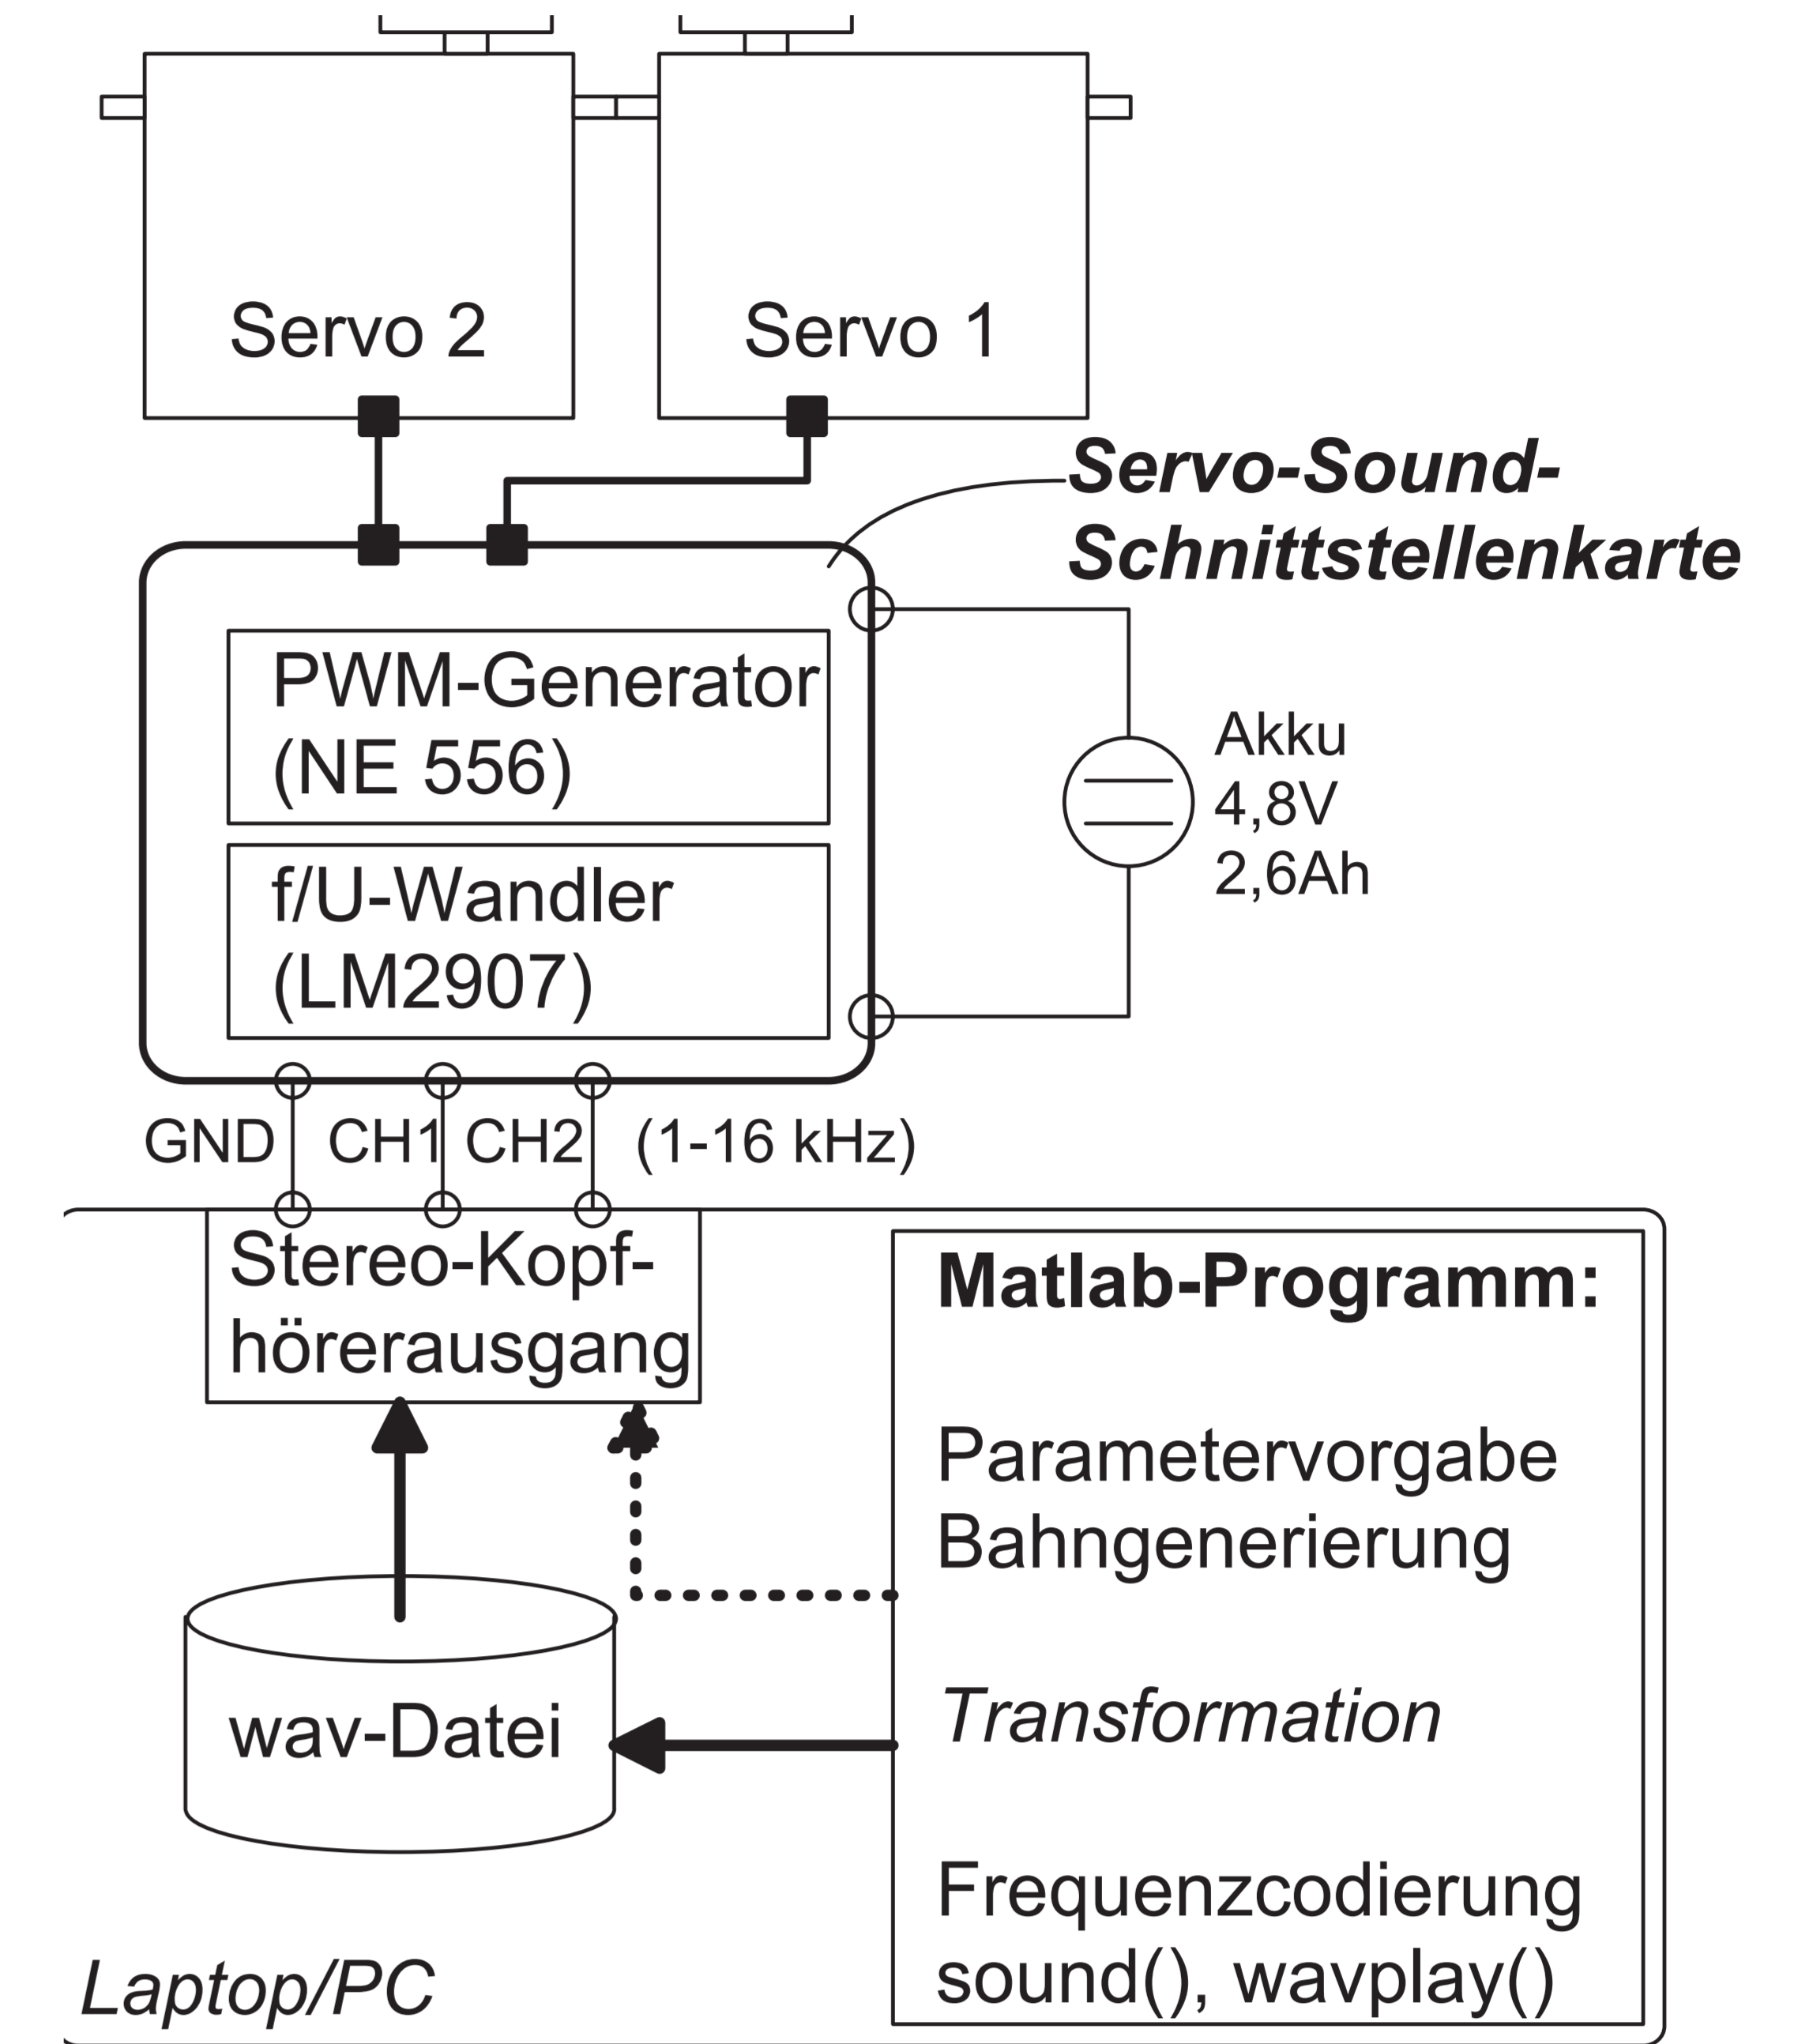 Servo 2
Servo 1
Servo-Sound-
Schnittstellenkarte
PWM-Generator
(NE 556)
Akku
4,8V
2,6Ah
f/U-Wandler
(LM2907)
GND CH1 CH2 (1-16 kHz)
Stereo-Kopf-
hörerausgang
Matlab-Programm:
Parametervorgabe
Bahngenerierung
Transformation
wav-Datei
Frequenzcodierung
sound(), wavplay()
Laptop/PC